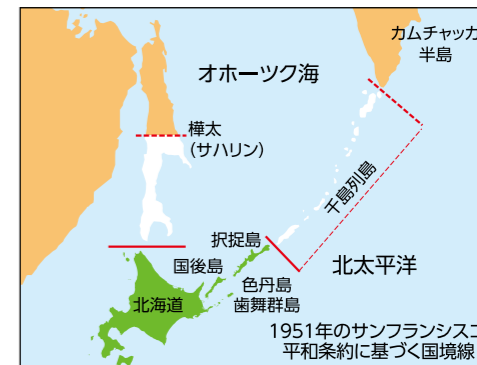 カムチャッカ
半島
オホーツク海
樺太
（サハリン）
千島列島
択捉島
国後島
北太平洋
色丹島
北海道
歯舞群島
1951年のサンフランシスコ
平和条約に基づく国境線